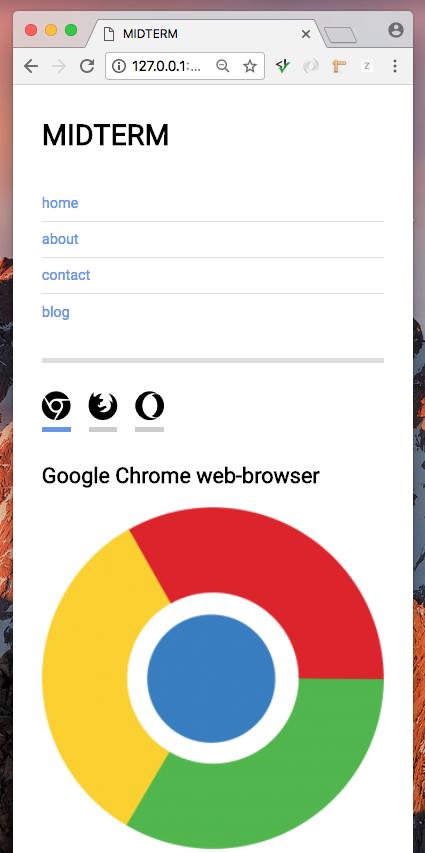 MIDTERM
127.0.0.1:...
Z
MIDTERM
home
about
contact
blog
Google Chrome web-browser